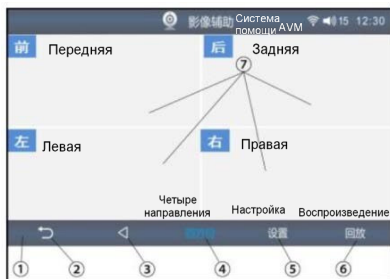 影像辅助 Система помощи AVM 15 12:30
前 Передняя
后 Задняя
⑦
左 Левая
右 Правая
Четыре направления
Настройка
Воспроизведение
设置 回放
① ② ③ ④ ⑤ ⑥